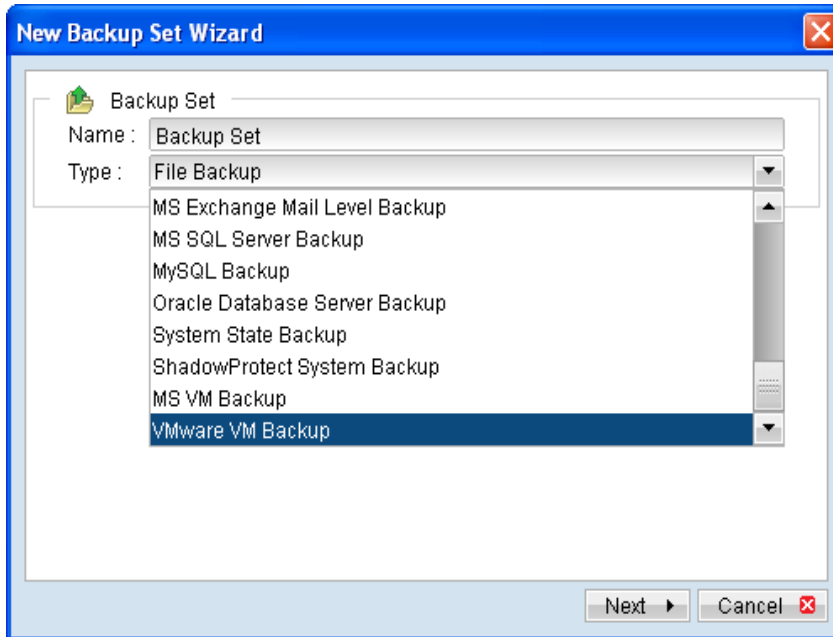 New Backup Set Wizard
Backup Set
Name : Backup Set
Type : File Backup
MS Exchange Mail Level Backup
MS SQL Server Backup
MySQL Backup
Oracle Database Server Backup
System State Backup
ShadowProtect System Backup
MS VM Backup
VMware VM Backup
Next Cancel